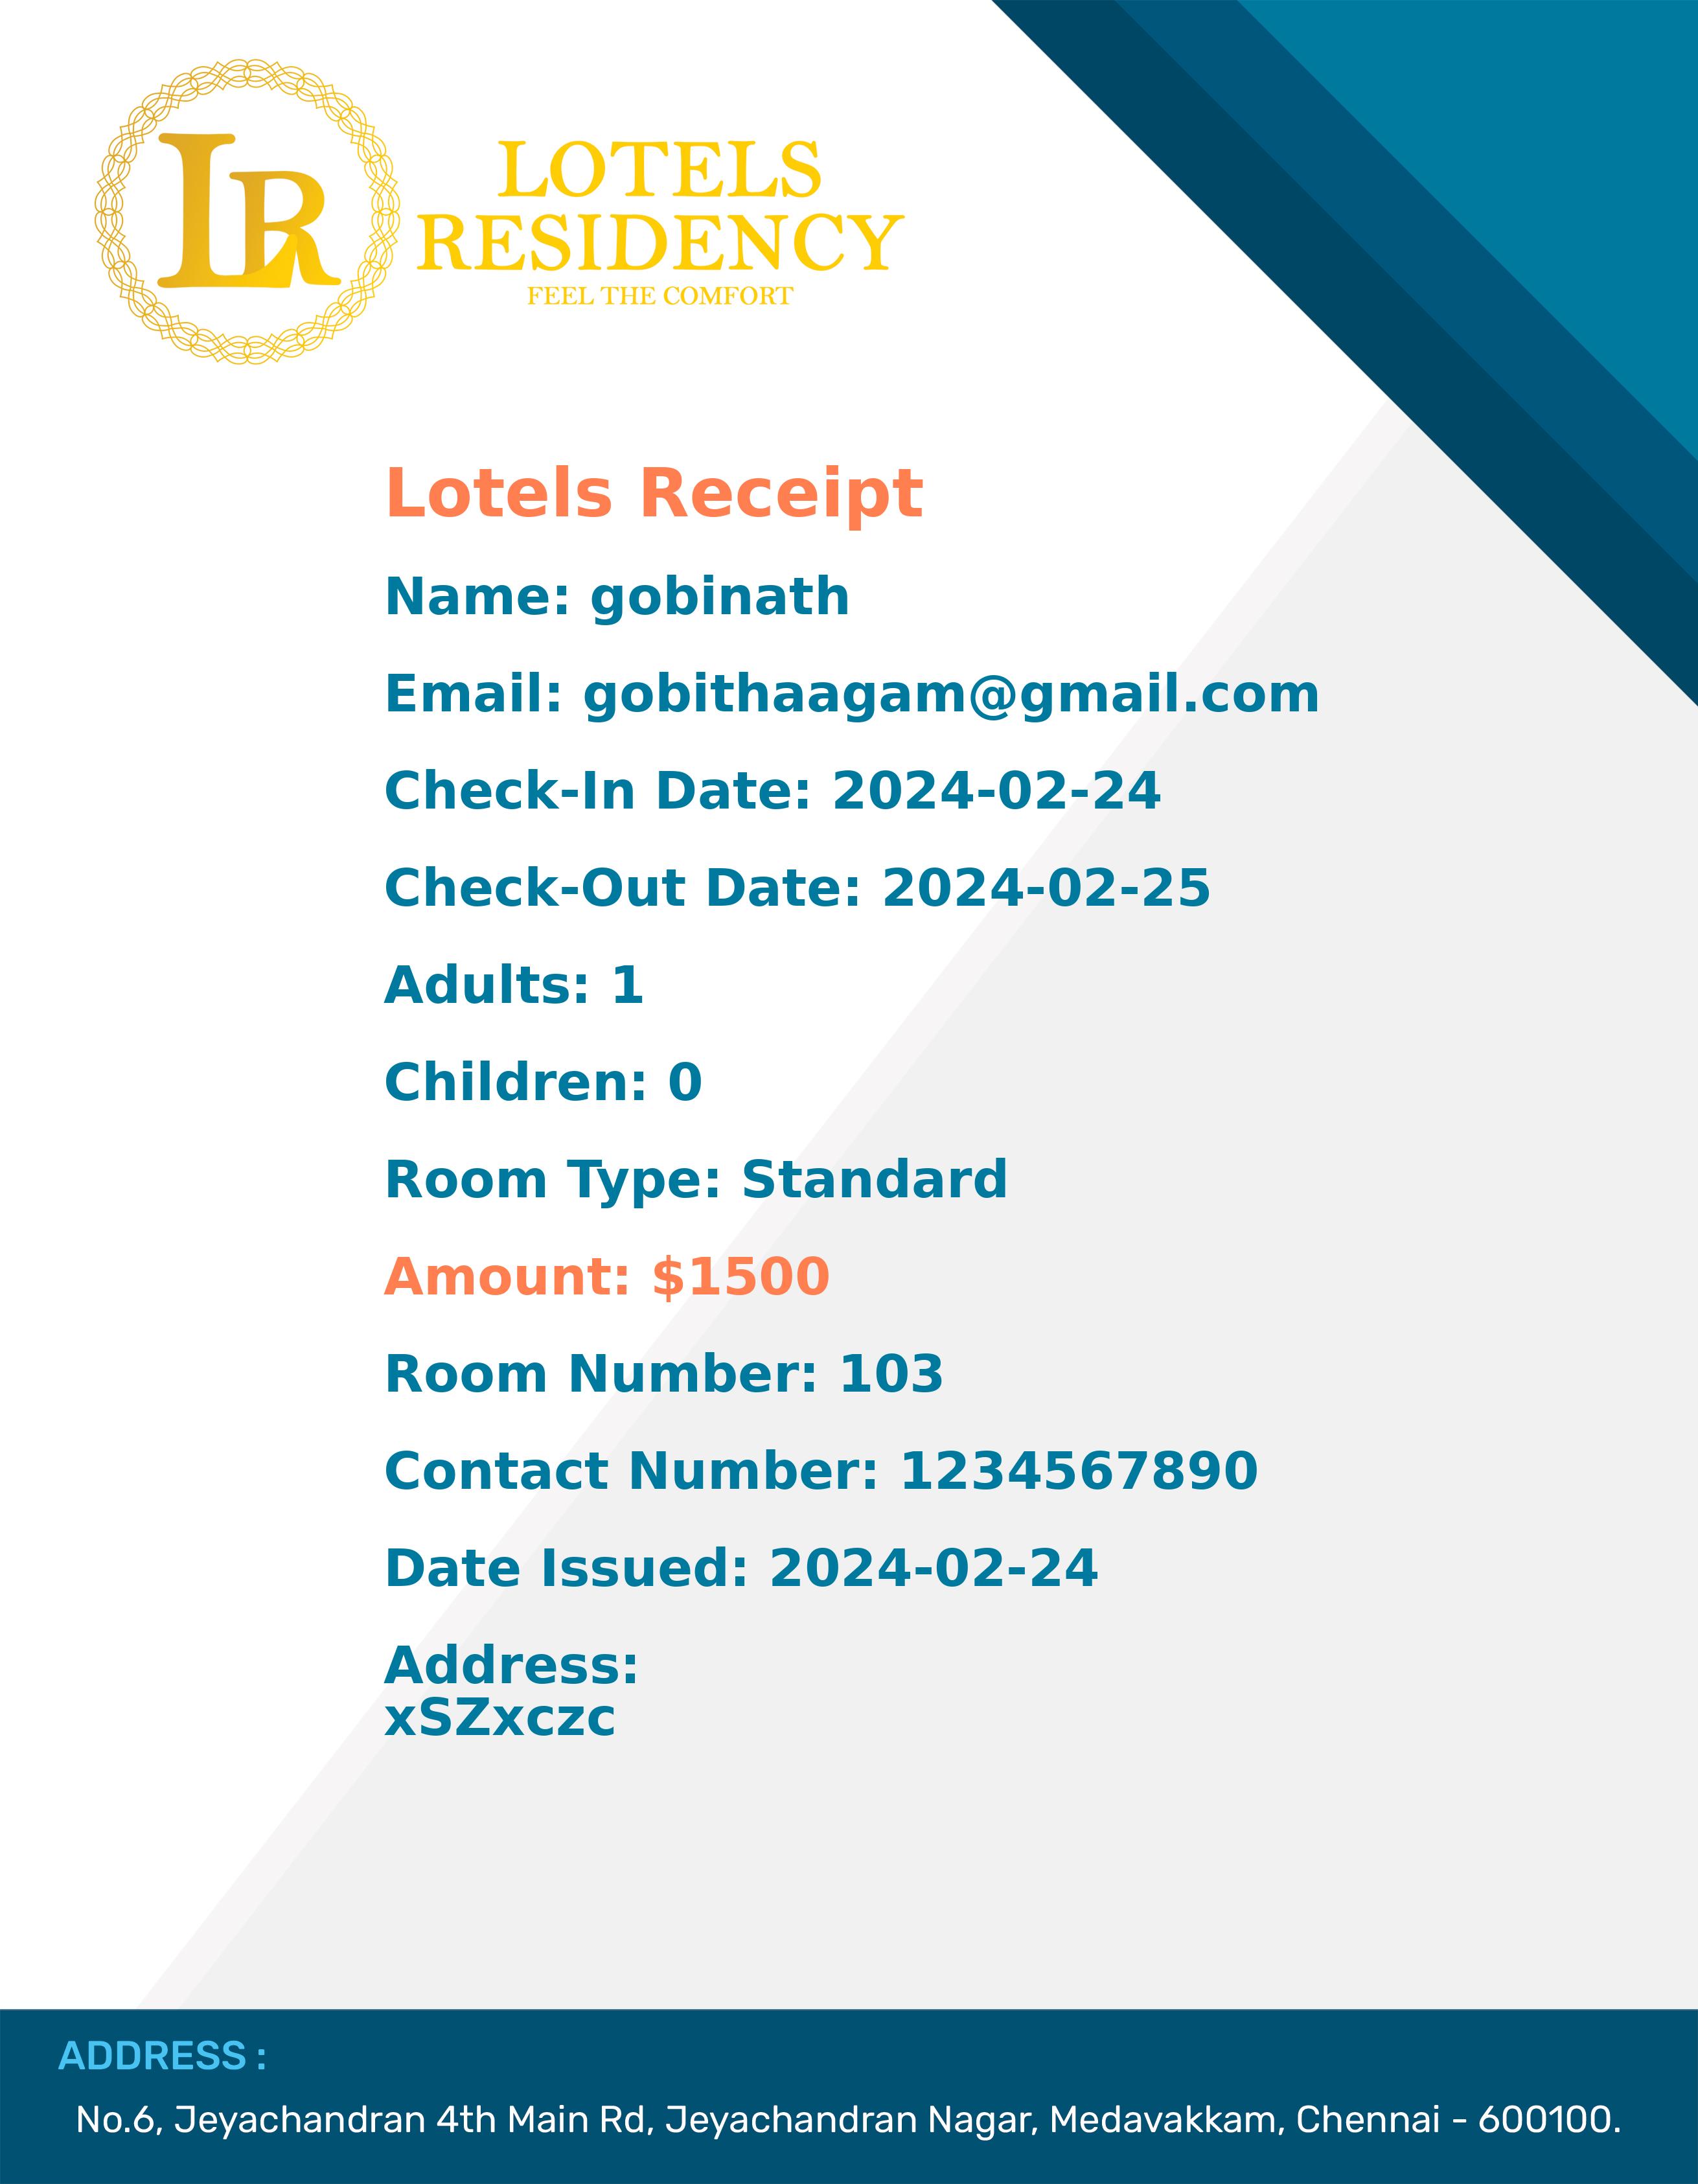 LR
LOTELS
RESIDENCY
FEEL THE COMFORT
Lotels Receipt
Name: gobinath
Email: gobithaagam@gmail.com
Check-In Date: 2024-02-24
Check-Out Date: 2024-02-25
Adults: 1
Children: 0
Room Type: Standard
Amount: $1500
Room Number: 103
Contact Number: 1234567890
Date Issued: 2024-02-24
Address:
xSZxczc
ADDRESS :
No.6, Jeyachandran 4th Main Rd, Jeyachandran Nagar, Medavakkam, Chennai - 600100.